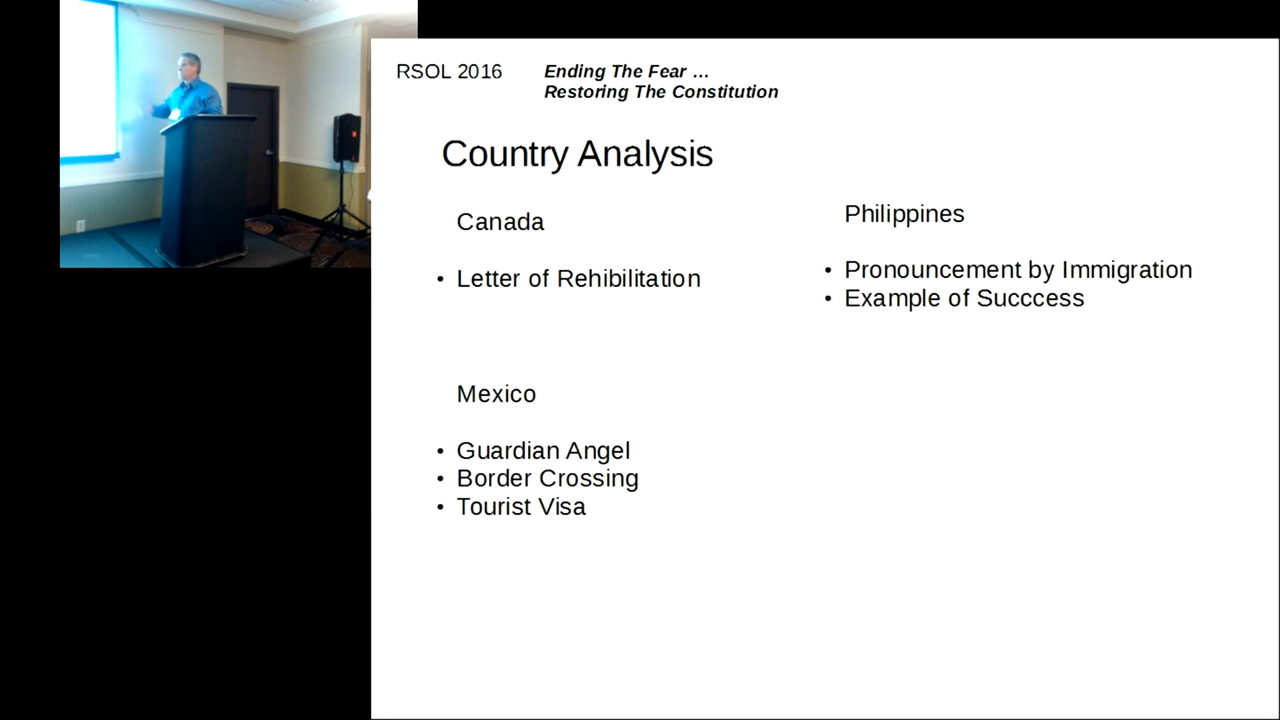 RSOL 2016
Ending The Fear ...
Restoring The Constitution
Country Analysis
Canada
• Letter of Rehibilitation
Mexico
• Guardian Angel
• Border Crossing
• Tourist Visa
Philippines
• Pronouncement by Immigration
• Example of Succcess